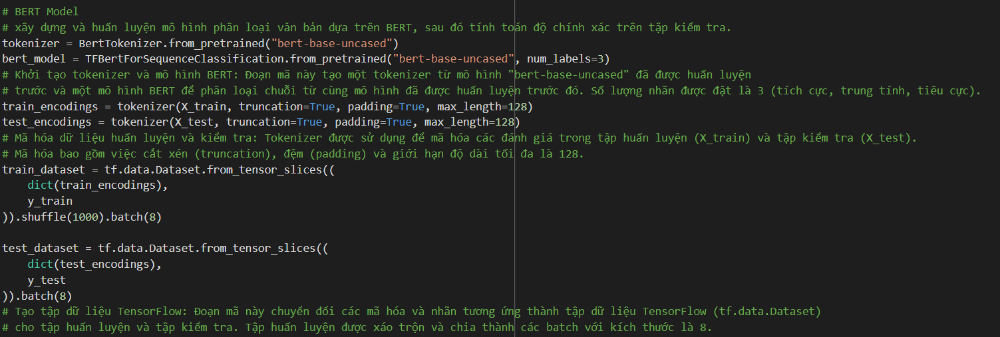 # BERT Model
# xây dựng và huấn luyện mô hình phân loại văn bản dựa trên BERT, sau đó tính toán độ chính xác trên tập kiểm tra.
tokenizer = BertTokenizer.from_pretrained("bert-base-uncased")
bert_model = TFBertForSequenceClassification.from_pretrained("bert-base-uncased", num_labels=3)
# Khởi tạo tokenizer và mô hình BERT: Đoạn mã này tạo một tokenizer từ mô hình "bert-base-uncased" đã được huấn luyện
# trước và một mô hình BERT để phân loại chuỗi từ cùng mô hình đã được huấn luyện trước đó. Số lượng nhãn được đặt là 3 (tích cực, trung tính, tiêu cực).
train_encodings = tokenizer(X_train, truncation=True, padding=True, max_length=128)
test_encodings = tokenizer(X_test, truncation=True, padding=True, max_length=128)
# Mã hóa dữ liệu huấn luyện và kiểm tra: Tokenizer được sử dụng để mã hóa các đánh giá trong tập huấn luyện (X_train) và tập kiểm tra (X_test).
# Mã hóa bao gồm việc cắt xén (truncation), đệm (padding) và giới hạn độ dài tối đa là 128.
train_dataset = tf.data.Dataset.from_tensor_slices((
    dict(train_encodings),
    y_train
)).shuffle(1000).batch(8)
test_dataset = tf.data.Dataset.from_tensor_slices((
    dict(test_encodings),
    y_test
)).batch(8)
# Tạo tập dữ liệu TensorFlow: Đoạn mã này chuyển đổi các mã hóa và nhãn tương ứng thành tập dữ liệu TensorFlow (tf.data.Dataset)
# cho tập huấn luyện và tập kiểm tra. Tập huấn luyện được xáo trộn và chia thành các batch với kích thước là 8.